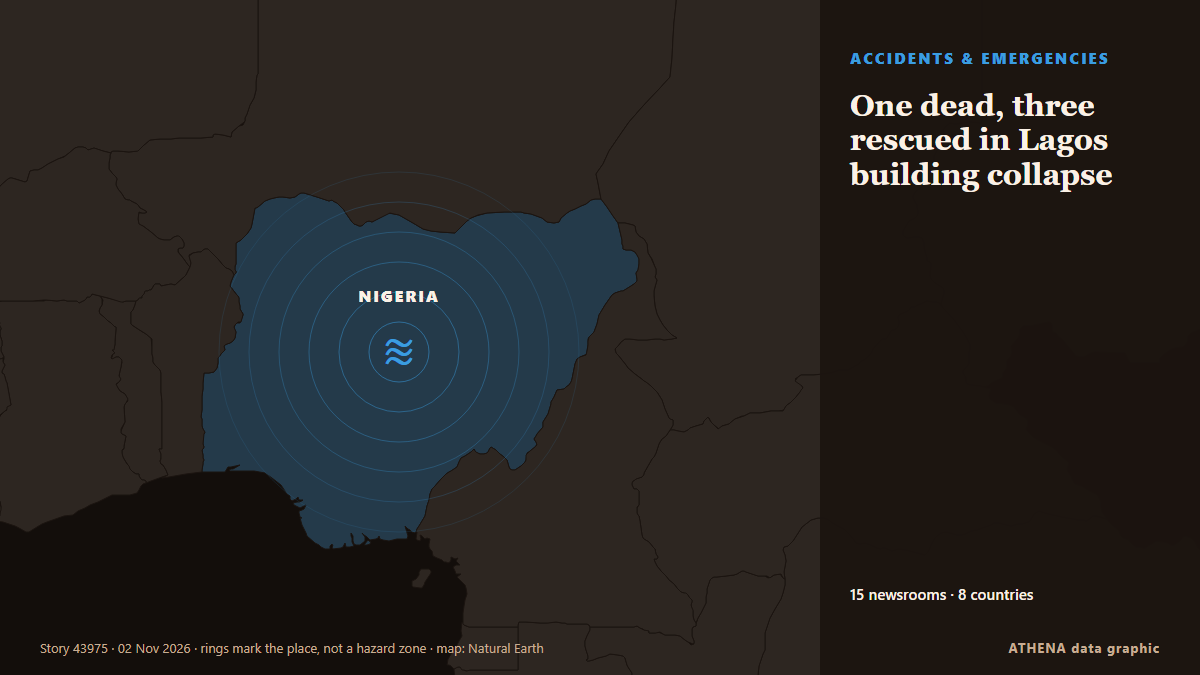 ACCIDENTS & EMERGENCIES
One dead, three
rescued in Lagos
building collapse
NIGERIA
15 newsrooms · 8 countries
Story 43975 · 02 Nov 2026 · rings mark the place, not a hazard zone · map: Natural Earth
ATHENA data graphic